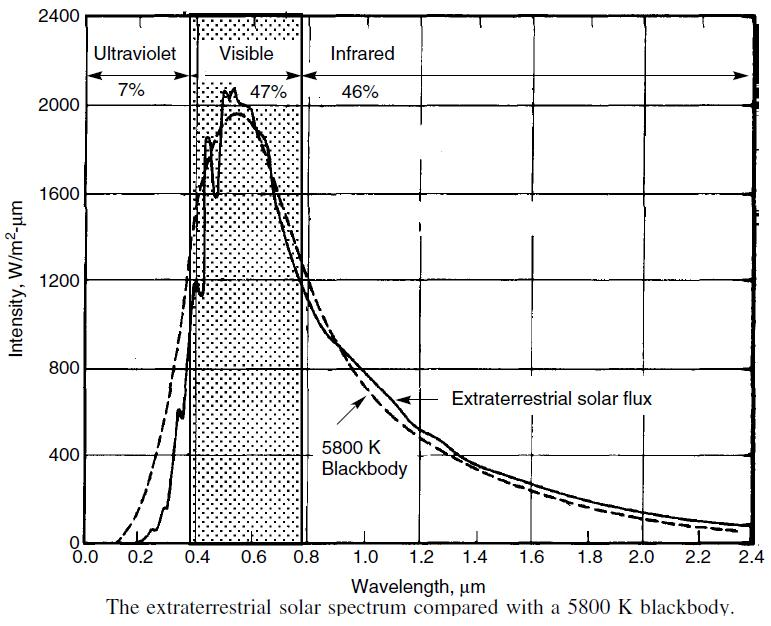 2400
Ultraviolet Visible Infrared
7% 47% 46%
2000
1600
1200
800
400
0
Intensity, W/m²-μm
Extraterrestrial solar flux
5800 K
Blackbody
0.0 0.2 0.4 0.6 0.8 1.0 1.2 1.4 1.6 1.8 2.0 2.2 2.4
Wavelength, μm
The extraterrestrial solar spectrum compared with a 5800 K blackbody.